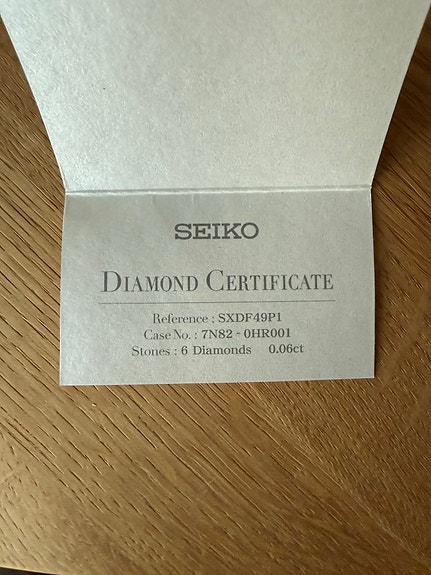 SEIKO
DIAMOND CERTIFICATE
Reference : SXDF49P1
Case No. : 7N82 - 0HR001
Stones : 6 Diamonds 0.06ct